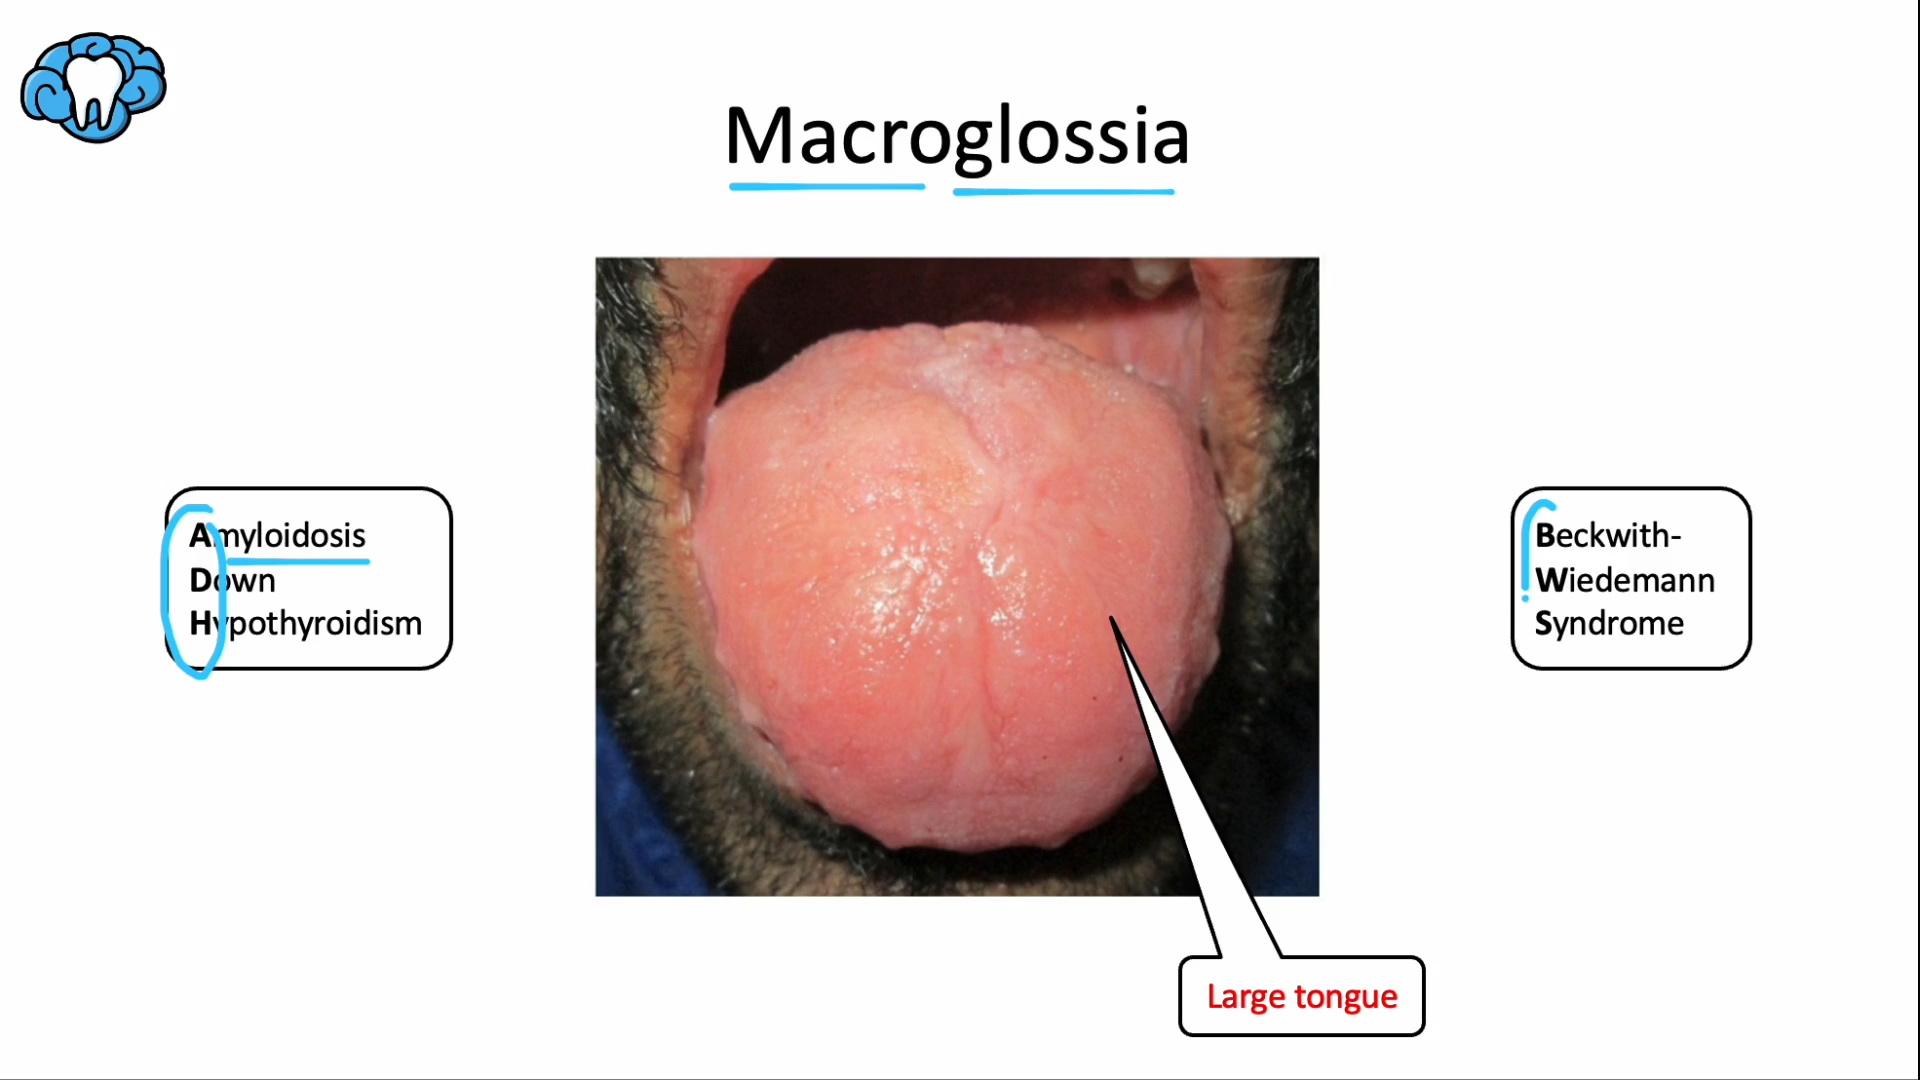 Macroglossia
Amyloidosis
Down
Hypothyroidism
Beckwith-
Wiedemann
Syndrome
Large tongue